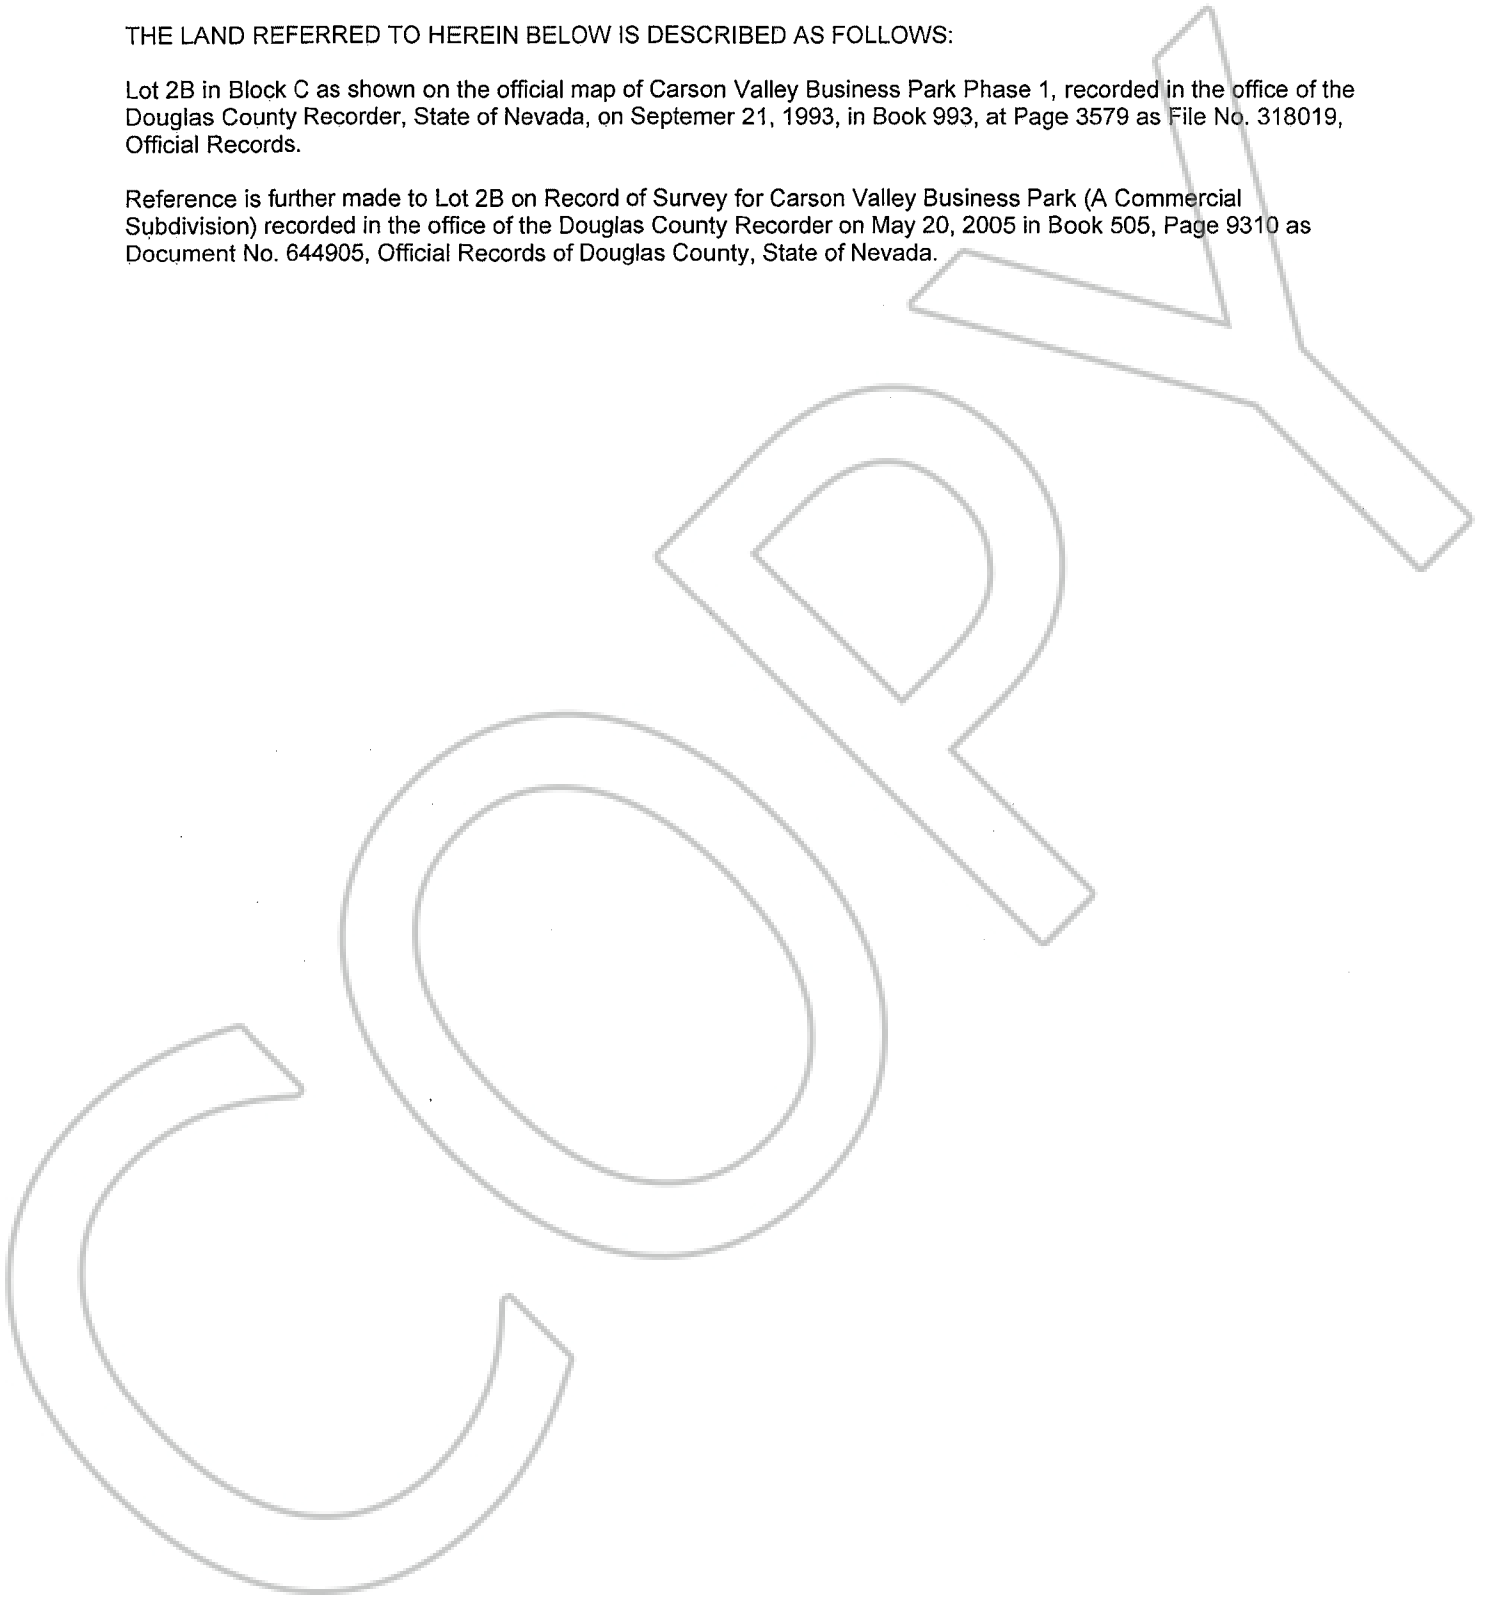 THE LAND REFERRED TO HEREIN BELOW IS DESCRIBED AS FOLLOWS:
Lot 2B in Block C as shown on the official map of Carson Valley Business Park Phase 1, recorded in the office of the
Douglas County Recorder, State of Nevada, on Septemer 21, 1993, in Book 993, at Page 3579 as File No. 318019,
Official Records.
Reference is further made to Lot 2B on Record of Survey for Carson Valley Business Park (A Commercial
Subdivision) recorded in the office of the Douglas County Recorder on May 20, 2005 in Book 505, Page 9310 as
Document No. 644905, Official Records of Douglas County, State of Nevada.
COPY